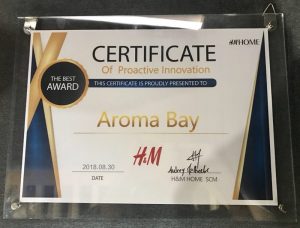 H&M HOME
CERTIFICATE
Of Proactive Innovation
THE BEST
AWARD
THIS CERTIFICATE IS PROUDLY PRESENTED TO
Aroma Bay
H&M
2018.08.30
DATE
H&M HOME SCM